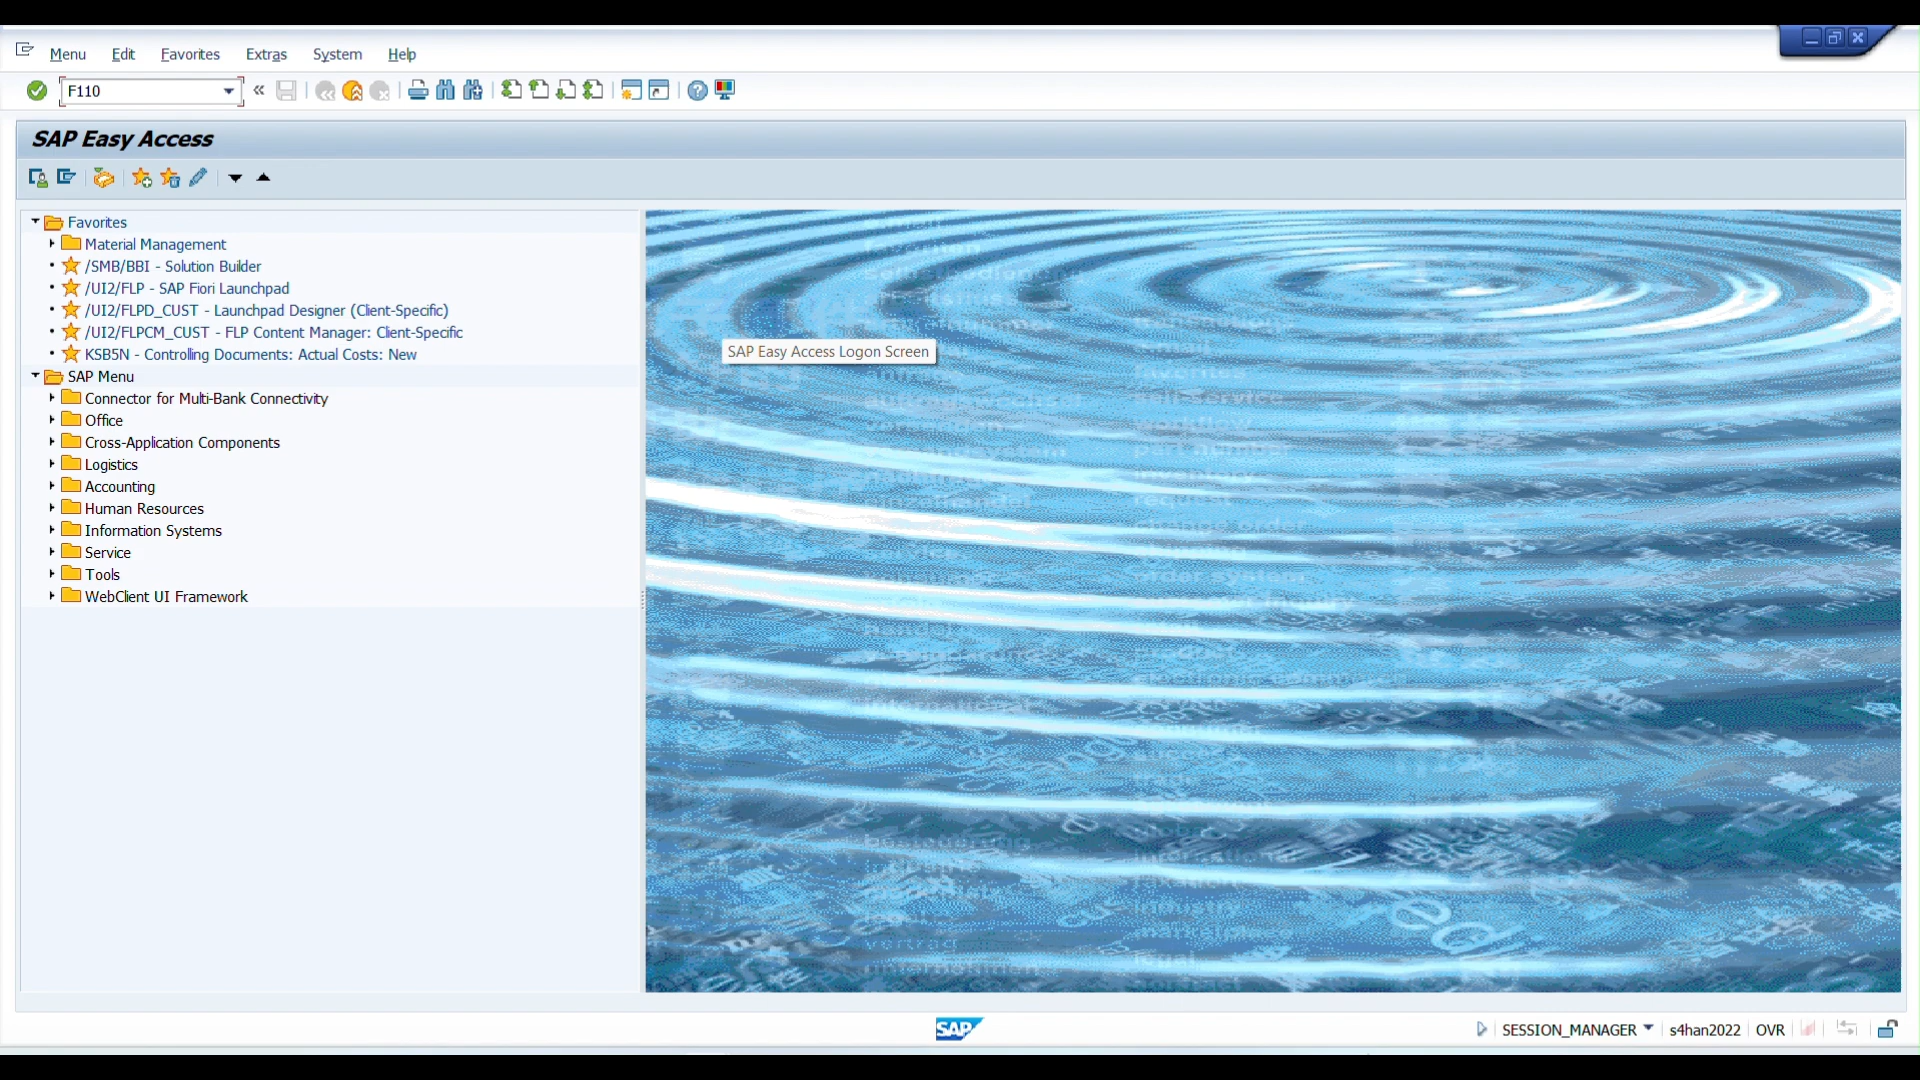 Menu Edit Favorites Extras System Help
F110
SAP Easy Access
Favorites
Material Management
/SMB/BBI - Solution Builder
/UI2/FLP - SAP Fiori Launchpad
/UI2/FLPD_CUST - Launchpad Designer (Client-Specific)
/UI2/FLPCM_CUST - FLP Content Manager: Client-Specific
KSB5N - Controlling Documents: Actual Costs: New
SAP Menu
Connector for Multi-Bank Connectivity
Office
Cross-Application Components
Logistics
Accounting
Human Resources
Information Systems
Service
Tools
WebClient UI Framework
SAP Easy Access Logon Screen
SAP
SESSION_MANAGER
s4han2022
OVR